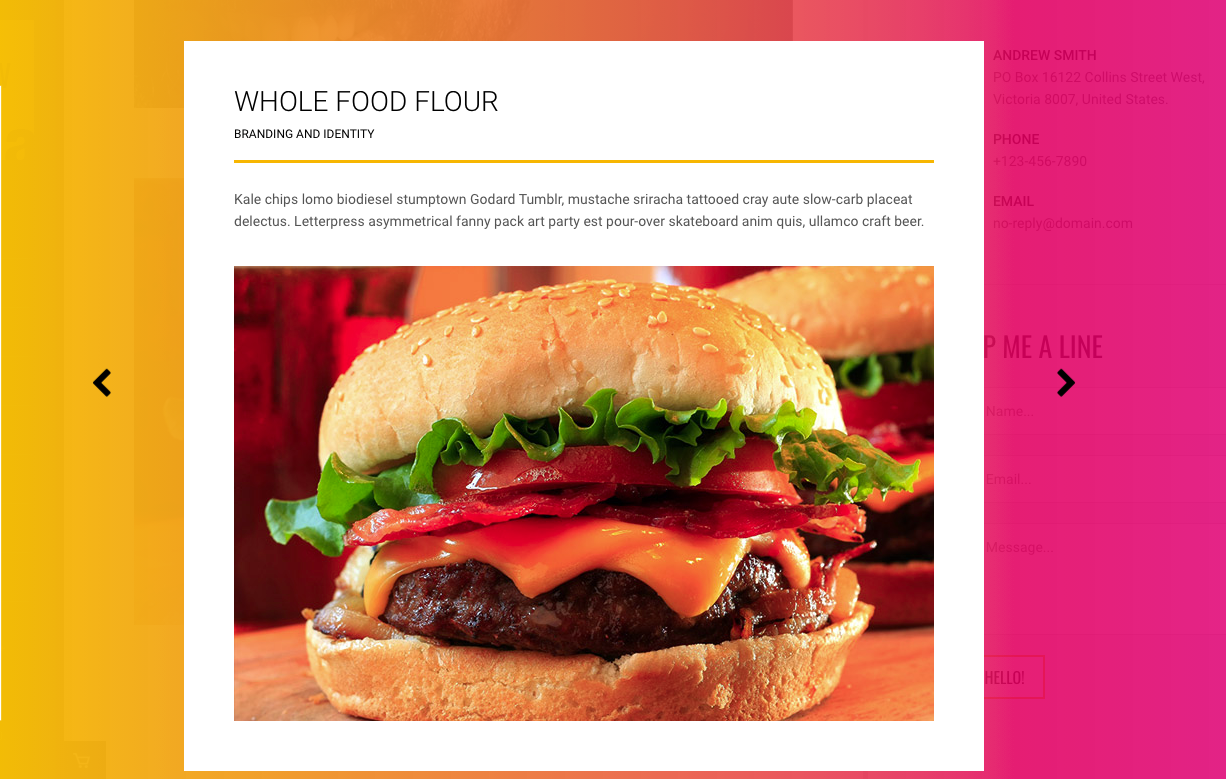 WHOLE FOOD FLOUR
BRANDING AND IDENTITY
Kale chips lomo biodiesel stumptown Godard Tumblr, mustache sriracha tattooed cray aute slow-carb placeat
delectus. Letterpress asymmetrical fanny pack art party est pour-over skateboard anim quis, ullamco craft beer.
ANDREW SMITH
PO Box 16122 Collins Street West,
Victoria 8007, United States.
PHONE
+123-456-7890
EMAIL
no-reply@domain.com
P ME A LINE
Name...
Email...
Message...
HELLO!